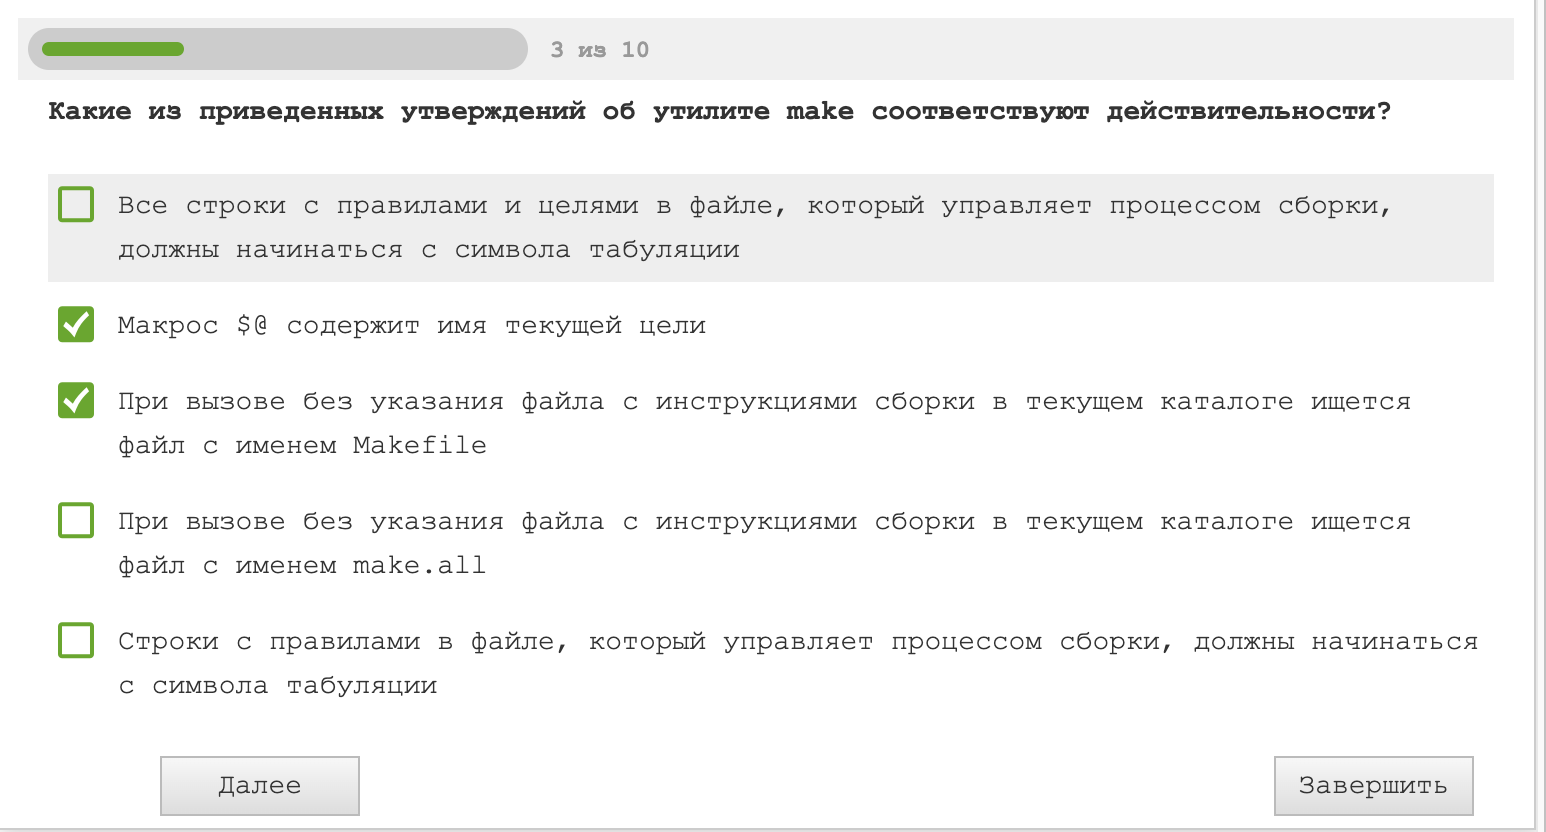 3 из 10
Какие из приведенных утверждений об утилите make соответствуют действительности?
Все строки с правилами и целями в файле, который управляет процессом сборки,
должны начинаться с символа табуляции
Макрос $@ содержит имя текущей цели
При вызове без указания файла с инструкциями сборки в текущем каталоге ищется
файл с именем Makefile
При вызове без указания файла с инструкциями сборки в текущем каталоге ищется
файл с именем make.all
Строки с правилами в файле, который управляет процессом сборки, должны начинаться
с символа табуляции
Далее
Завершить